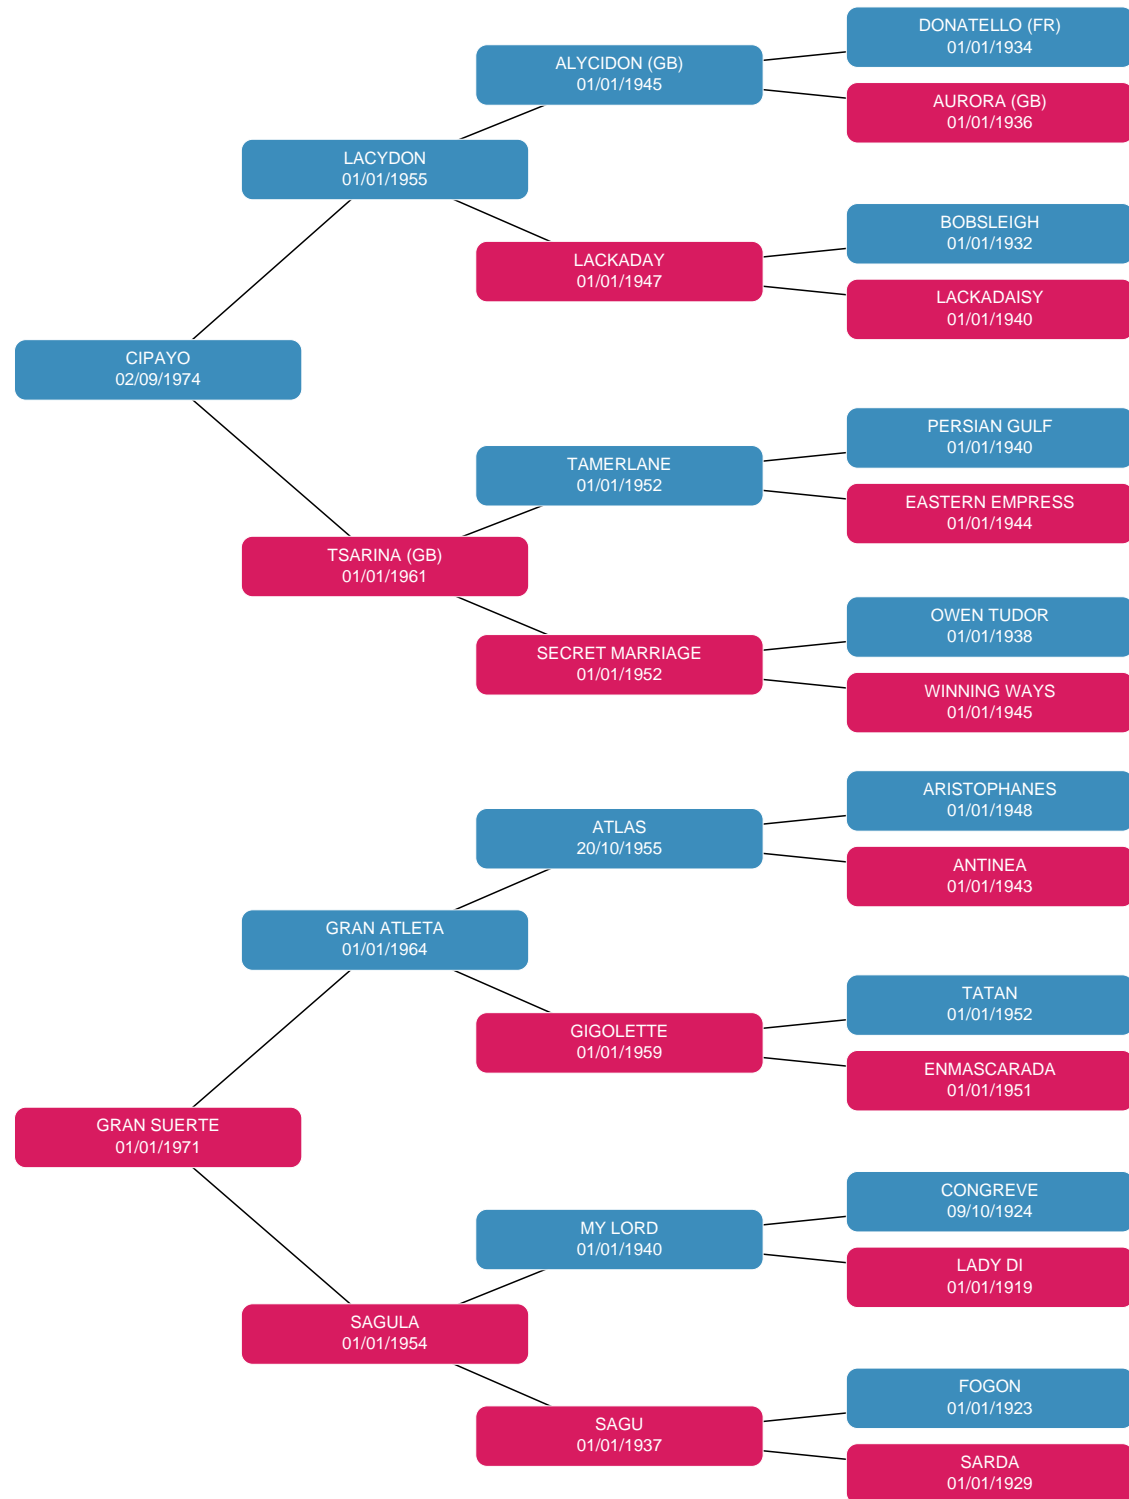 DONATELLO (FR)
01/01/1934
ALYCIDON (GB)
01/01/1945
AURORA (GB)
01/01/1936
LACYDON
01/01/1955
BOBSLEIGH
01/01/1932
LACKADAY
01/01/1947
LACKADAISY
01/01/1940
CIPAYO
02/09/1974
PERSIAN GULF
01/01/1940
TAMERLANE
01/01/1952
EASTERN EMPRESS
01/01/1944
TSARINA (GB)
01/01/1961
OWEN TUDOR
01/01/1938
SECRET MARRIAGE
01/01/1952
WINNING WAYS
01/01/1945
ARISTOPHANES
01/01/1948
ATLAS
20/10/1955
ANTINEA
01/01/1943
GRAN ATLETA
01/01/1964
TATAN
01/01/1952
GIGOLETTE
01/01/1959
ENMASCARADA
01/01/1951
GRAN SUERTE
01/01/1971
CONGREVE
09/10/1924
MY LORD
01/01/1940
LADY DI
01/01/1919
SAGULA
01/01/1954
FOGON
01/01/1923
SAGU
01/01/1937
SARDA
01/01/1929